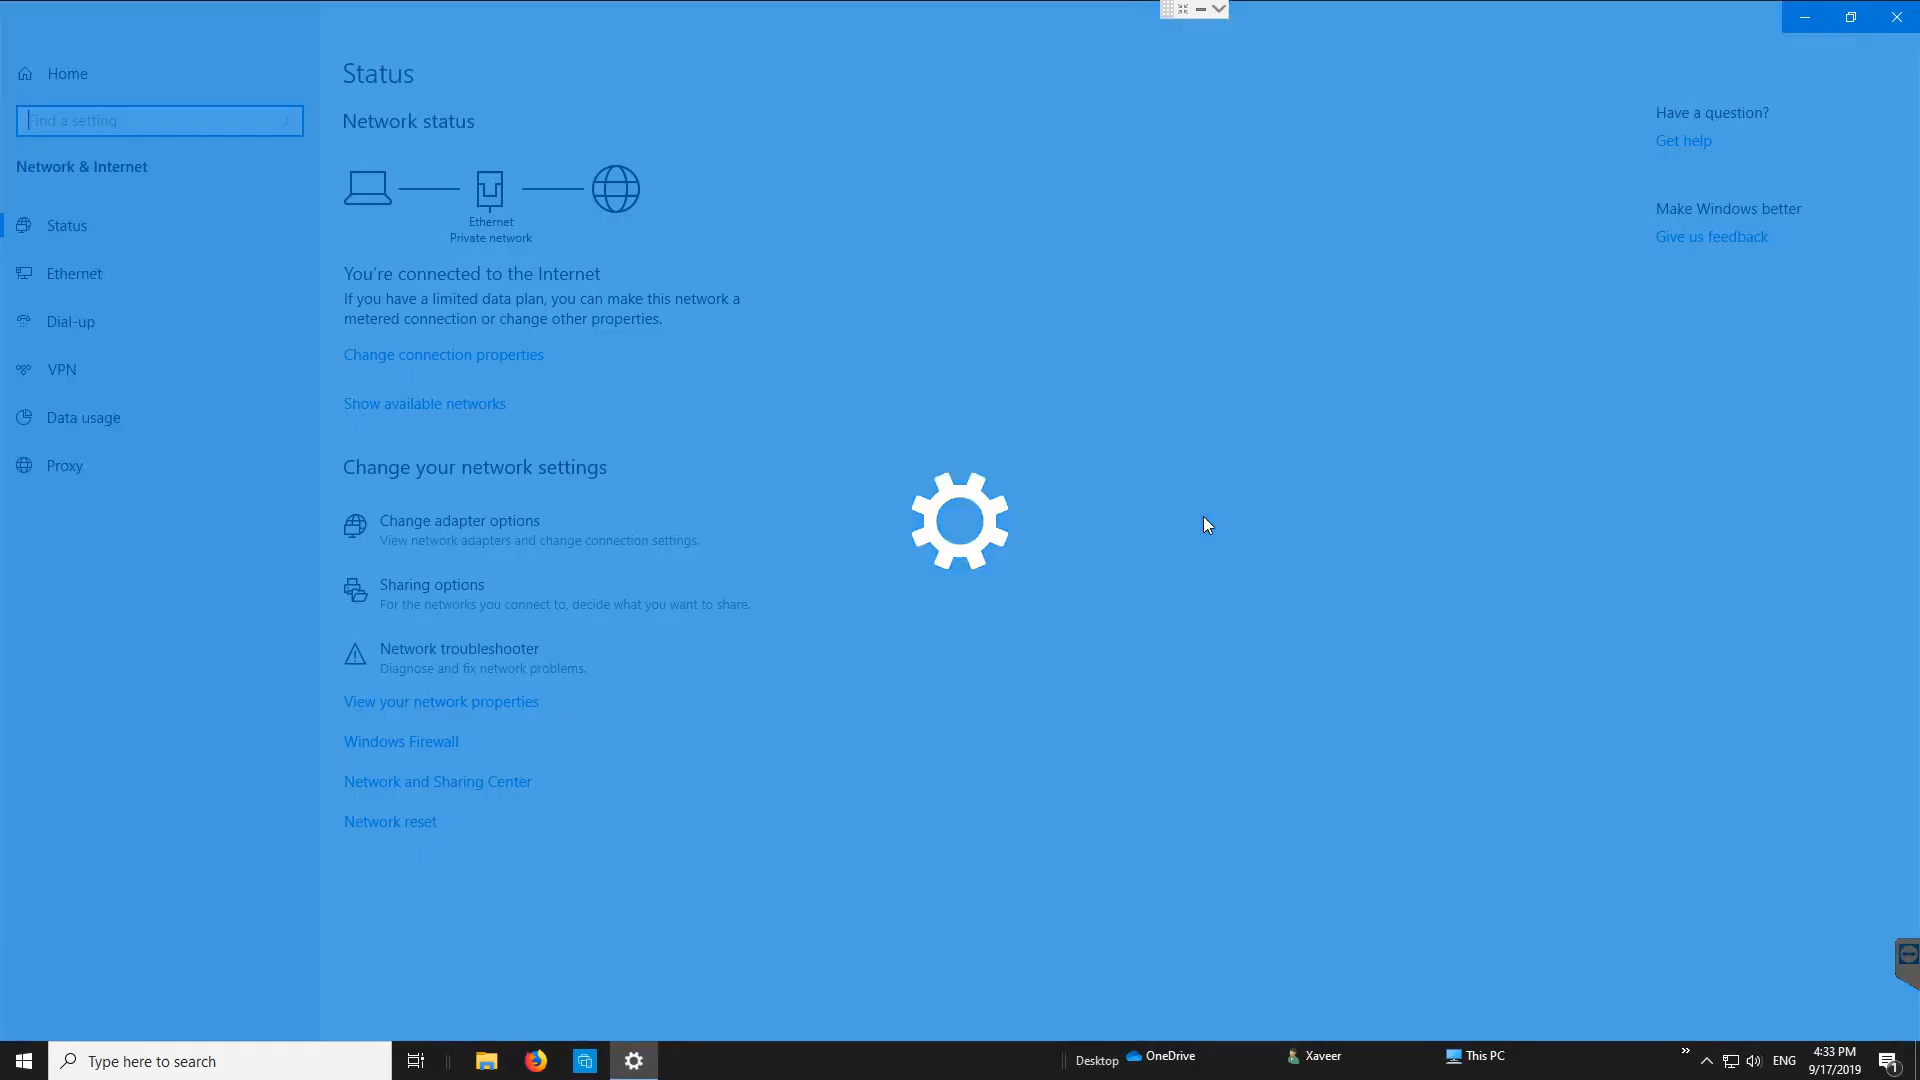 Home
Find a setting
Network & Internet
Status
Ethernet
Dial-up
VPN
Data usage
Proxy
Status
Network status
Ethernet
Private network
You're connected to the Internet
If you have a limited data plan, you can make this network a
metered connection or change other properties.
Change connection properties
Show available networks
Change your network settings
Change adapter options
View network adapters and change connection settings.
Sharing options
For the networks you connect to, decide what you want to share.
Network troubleshooter
Diagnose and fix network problems.
View your network properties
Windows Firewall
Network and Sharing Center
Network reset
Have a question?
Get help
Make Windows better
Give us feedback
Type here to search
Desktop
OneDrive
Xaveer
This PC
ENG
4:33 PM
9/17/2019
1